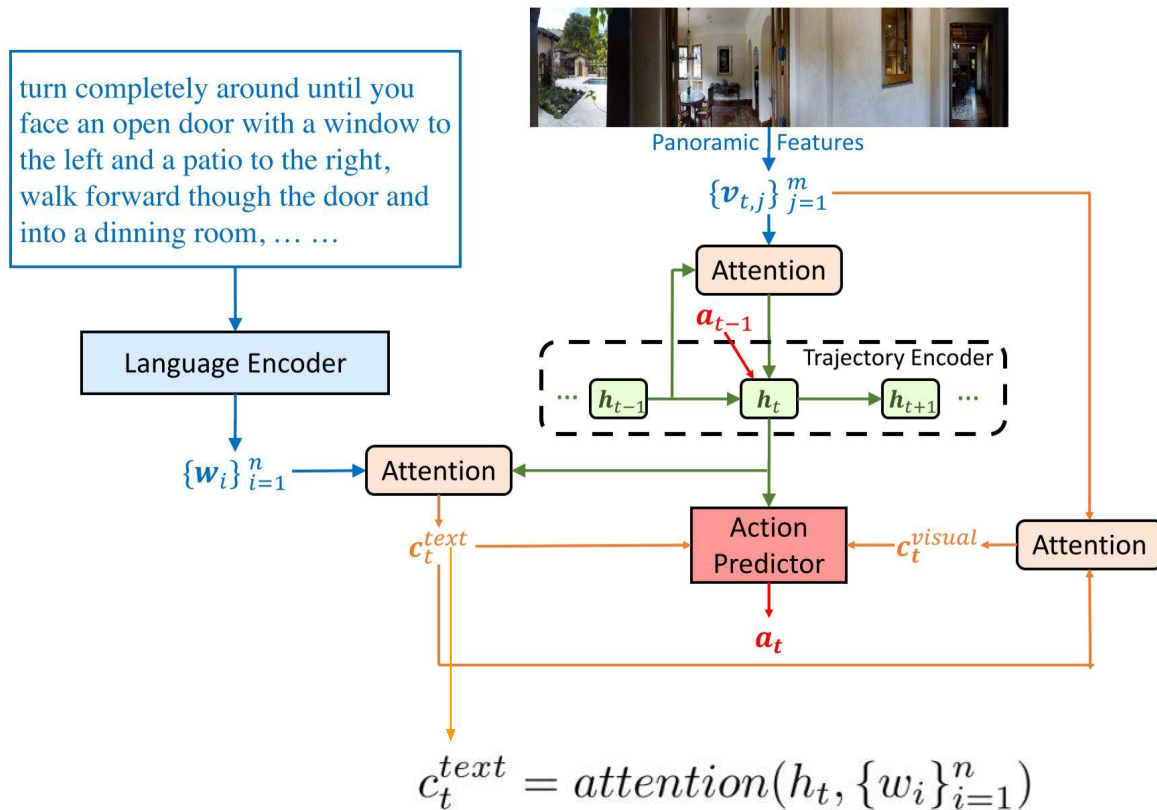 turn completely around until you
face an open door with a window to
the left and a patio to the right,
walk forward though the door and
into a dinning room, … …
Panoramic Features
{v_{t,j}}_{j=1}^{m}
Attention
a_{t-1}
Trajectory Encoder
… h_{t-1} h_t h_{t+1} …
Language Encoder
{w_i}_{i=1}^{n}
Attention
c_t^{text}
Action
Predictor
c_t^{visual}
Attention
a_t
c_t^{text} = attention(h_t, {w_i}_{i=1}^{n})